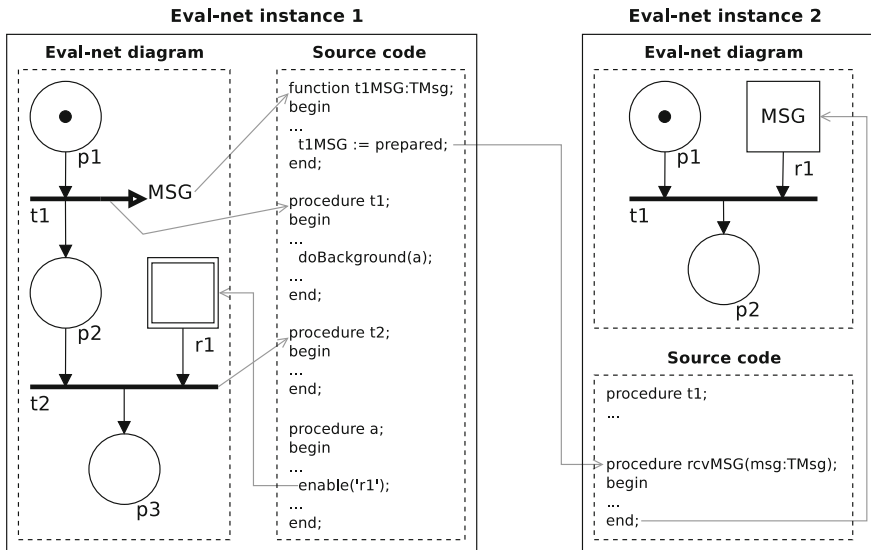 Eval-net instance 1
Eval-net diagram
p1
MSG
t1
p2
r1
t2
p3
Source code
function t1MSG:TMsg;
begin
...
t1MSG := prepared;
end;
procedure t1;
begin
...
doBackground(a);
...
end;
procedure t2;
begin
...
end;
procedure a;
begin
...
enable('r1');
...
end;
Eval-net instance 2
Eval-net diagram
MSG
p1
r1
t1
p2
Source code
procedure t1;
...
procedure rcvMSG(msg:TMsg);
begin
...
end;